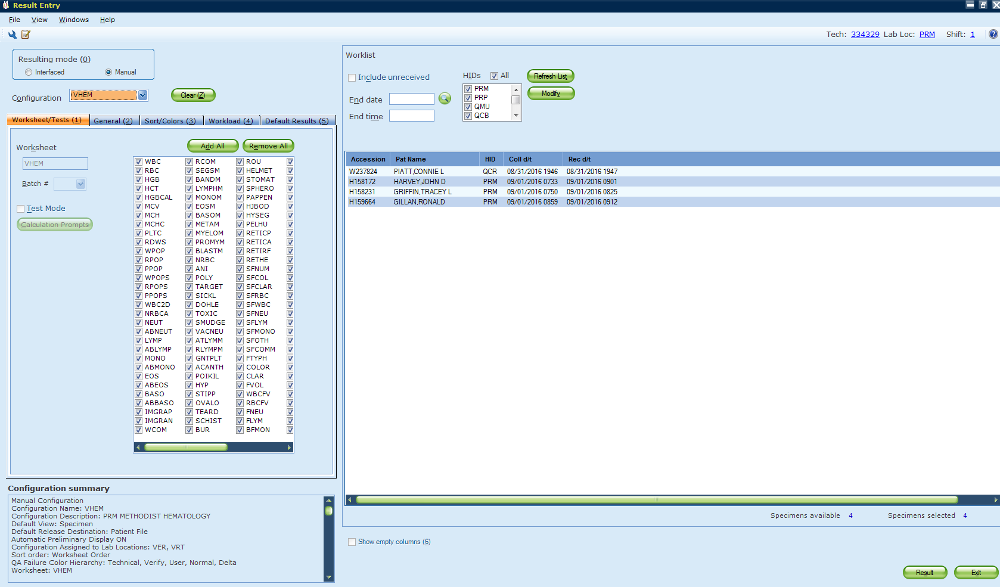 Result Entry
File View Windows Help
Tech: 334329 Lab Loc: PRM Shift: 1
Resulting mode (0)
Interfaced Manual
Configuration VHEM Clear (Z)
Worksheet/Tests (1) General (2) Sort/Colors (3) Workload (4) Default Results (5)
Worksheet
VHEM
Batch #
Test Mode
Calculation Prompts
Add All Remove All
WBC RCOM ROU
RBC SEGSM HELMET
HGB BANDM STOMAT
HCT LYMPHM SPHERO
HGBCAL MONOM PAPPEN
MCV EOSM HJBOD
MCH BASOM HYSEG
MCHC METAM PELHU
PLTC MYELOM RETICP
RDWS PROMYM RETICA
WPOP BLASTM RETIRF
RPOP NRBC RETHE
PPOP ANI SFNUM
WPOPS POLY SFCOL
RPOPS TARGET SFCLAR
PPOPS SICKL SFRBC
WBC2D DOHLE SFWBC
NRBCA TOXIC SFNEU
NEUT SMUDGE SFLYM
ABNEUT VACNEU SFMONO
LYMP ATLYMM SFOTH
ABLYMP RLYMPM SFCOMM
MONO GNTPLT FTYPH
ABMONO ACANTH COLOR
EOS POIKIL CLAR
ABEOS HYP FVOL
BASO STIPP WBCFV
ABBASO OVALO RBCFV
IMGRAP TEARD FNEU
IMGRAN SCHIST FLYM
WCOM BUR BFMON
Configuration summary
Manual Configuration
Configuration Name: VHEM
Configuration Description: PRM METHODIST HEMATOLOGY
Default View: Specimen
Default Release Destination: Patient File
Automatic Preliminary Display ON
Configuration Assigned to Lab Locations: VER, VRT
Sort order: Worksheet Order
QA Failure Color Hierarchy: Technical, Verify, User, Normal, Delta
Worksheet: VHEM
Worklist
Include unreceived
End date
End time
HIDs All
PRM
PRP
QMU
QCB
Refresh List
Modify
Accession Pat Name HID Coll d/t Rec d/t
W237824 PIATT,CONNIE L QCR 08/31/2016 1946 08/31/2016 1947
H158172 HARVEY,JOHN D PRM 09/01/2016 0733 09/01/2016 0901
H158231 GRIFFIN,TRACEY L PRM 09/01/2016 0750 09/01/2016 0825
H159664 GILLAN,RONALD PRM 09/01/2016 0859 09/01/2016 0912
Specimens available 4 Specimens selected 4
Show empty columns (6)
Result Exit